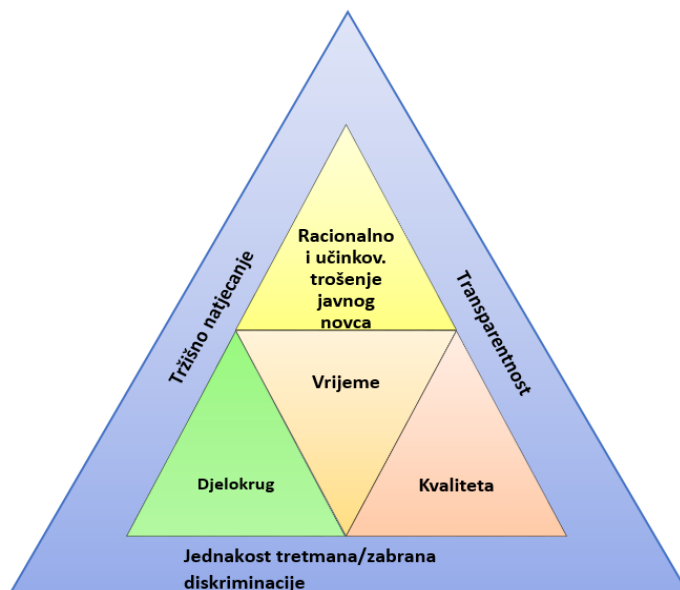 Racionalno
i učinkov.
trošenje
javnog
novca
Tržišno natjecanje
Transparentnost
Vrijeme
Djelokrug
Kvaliteta
Jednakost tretmana/zabrana
diskriminacije